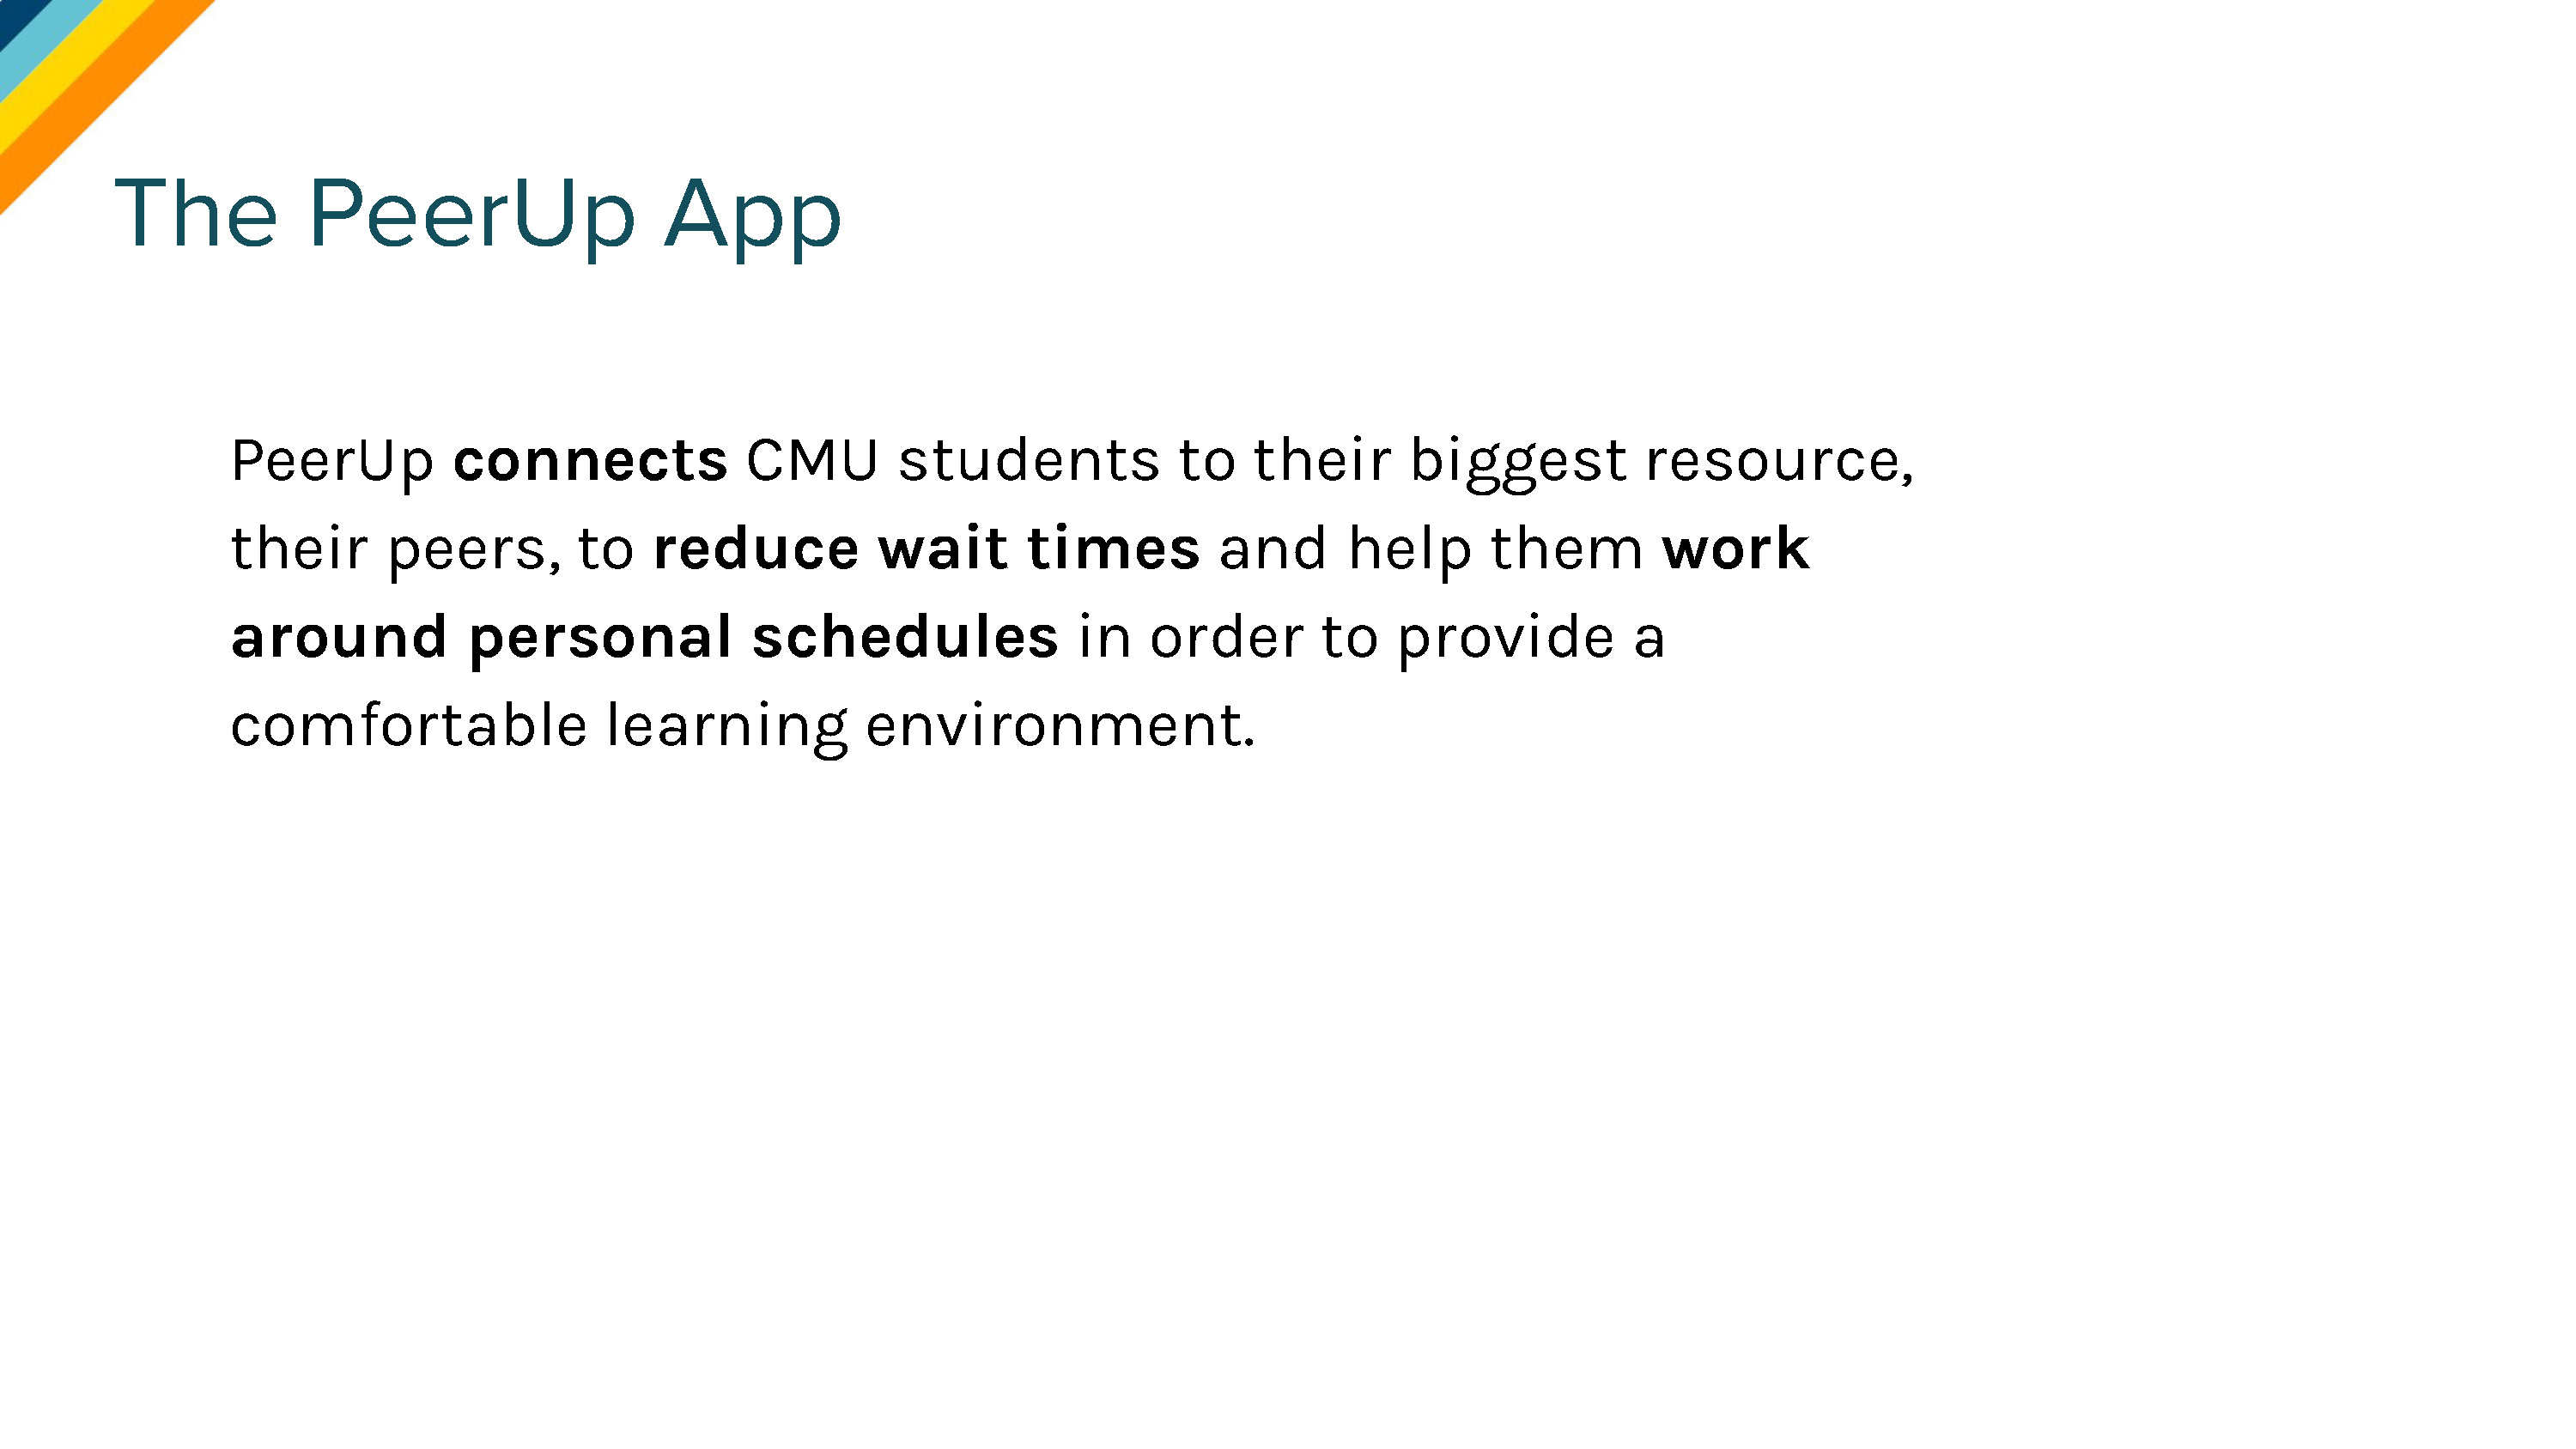 The PeerUp App
PeerUp connects CMU students to their biggest resource,
their peers, to reduce wait times and help them work
around personal schedules in order to provide a
comfortable learning environment.